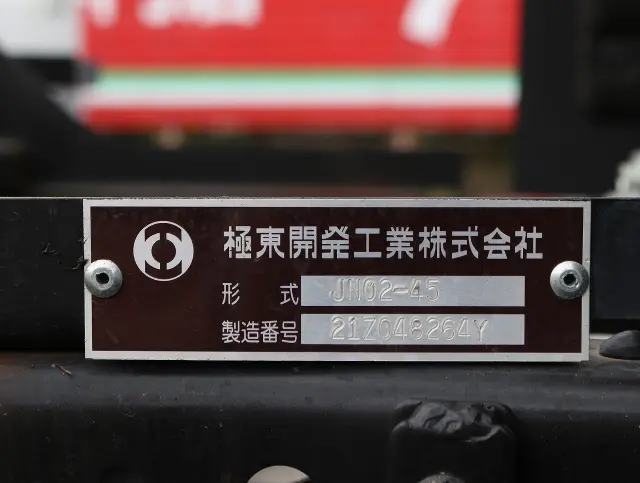 極東開発工業株式会社
形 式 JN02-45
製造番号 21Z048264Y